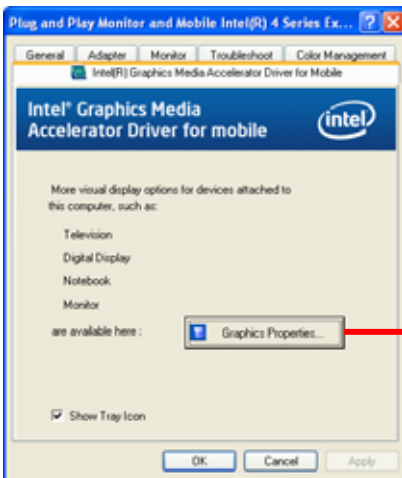 Plug and Play Monitor and Mobile Intel(R) 4 Series Ex...
General Adapter Monitor Troubleshoot Color Management
Intel(R) Graphics Media Accelerator Driver for Mobile
Intel® Graphics Media
Accelerator Driver for mobile
intel
More visual display options for devices attached to
this computer, such as:
Television
Digital Display
Notebook
Monitor
are available here :
Graphics Properties...
Show Tray Icon
OK Cancel Apply